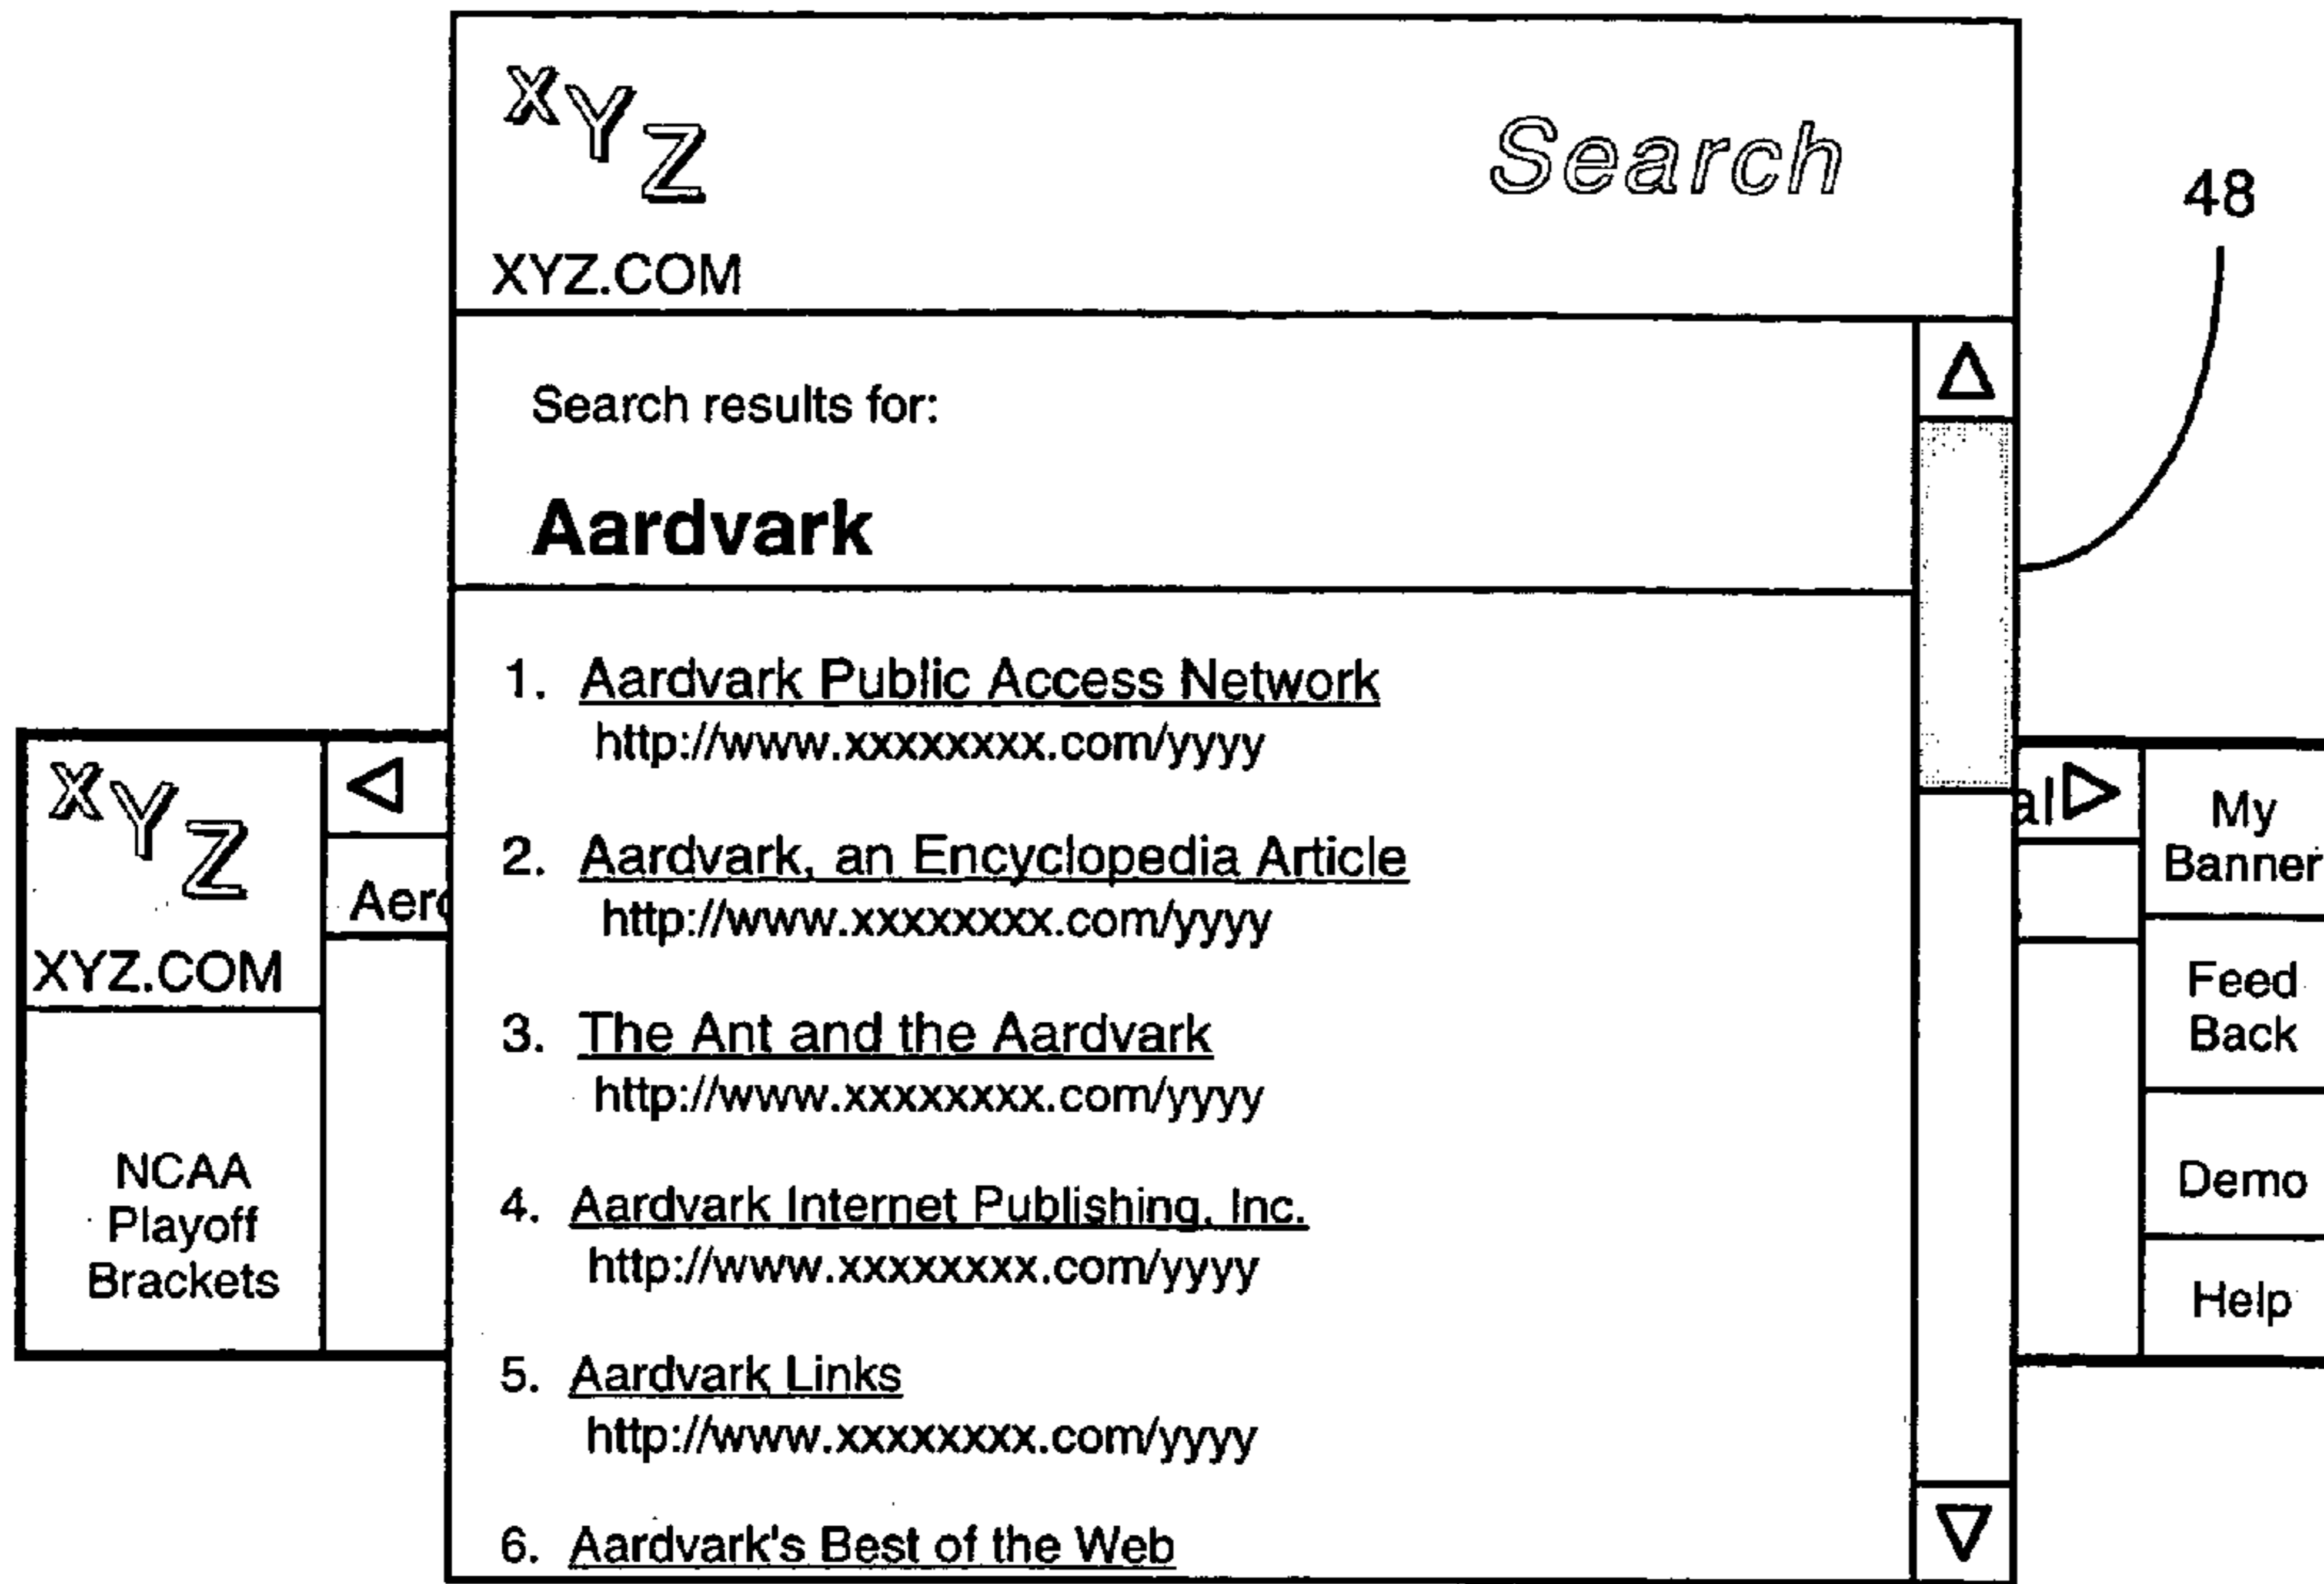 XYZ
Search
48
XYZ.COM
Search results for:
Aardvark
1. Aardvark Public Access Network
http://www.xxxxxxxx.com/yyyy
2. Aardvark, an Encyclopedia Article
http://www.xxxxxxxx.com/yyyy
3. The Ant and the Aardvark
http://www.xxxxxxxx.com/yyyy
4. Aardvark Internet Publishing, Inc.
http://www.xxxxxxxx.com/yyyy
5. Aardvark Links
http://www.xxxxxxxx.com/yyyy
6. Aardvark's Best of the Web
XYZ
XYZ.COM
NCAA
Playoff
Brackets
My
Banner
Feed
Back
Demo
Help